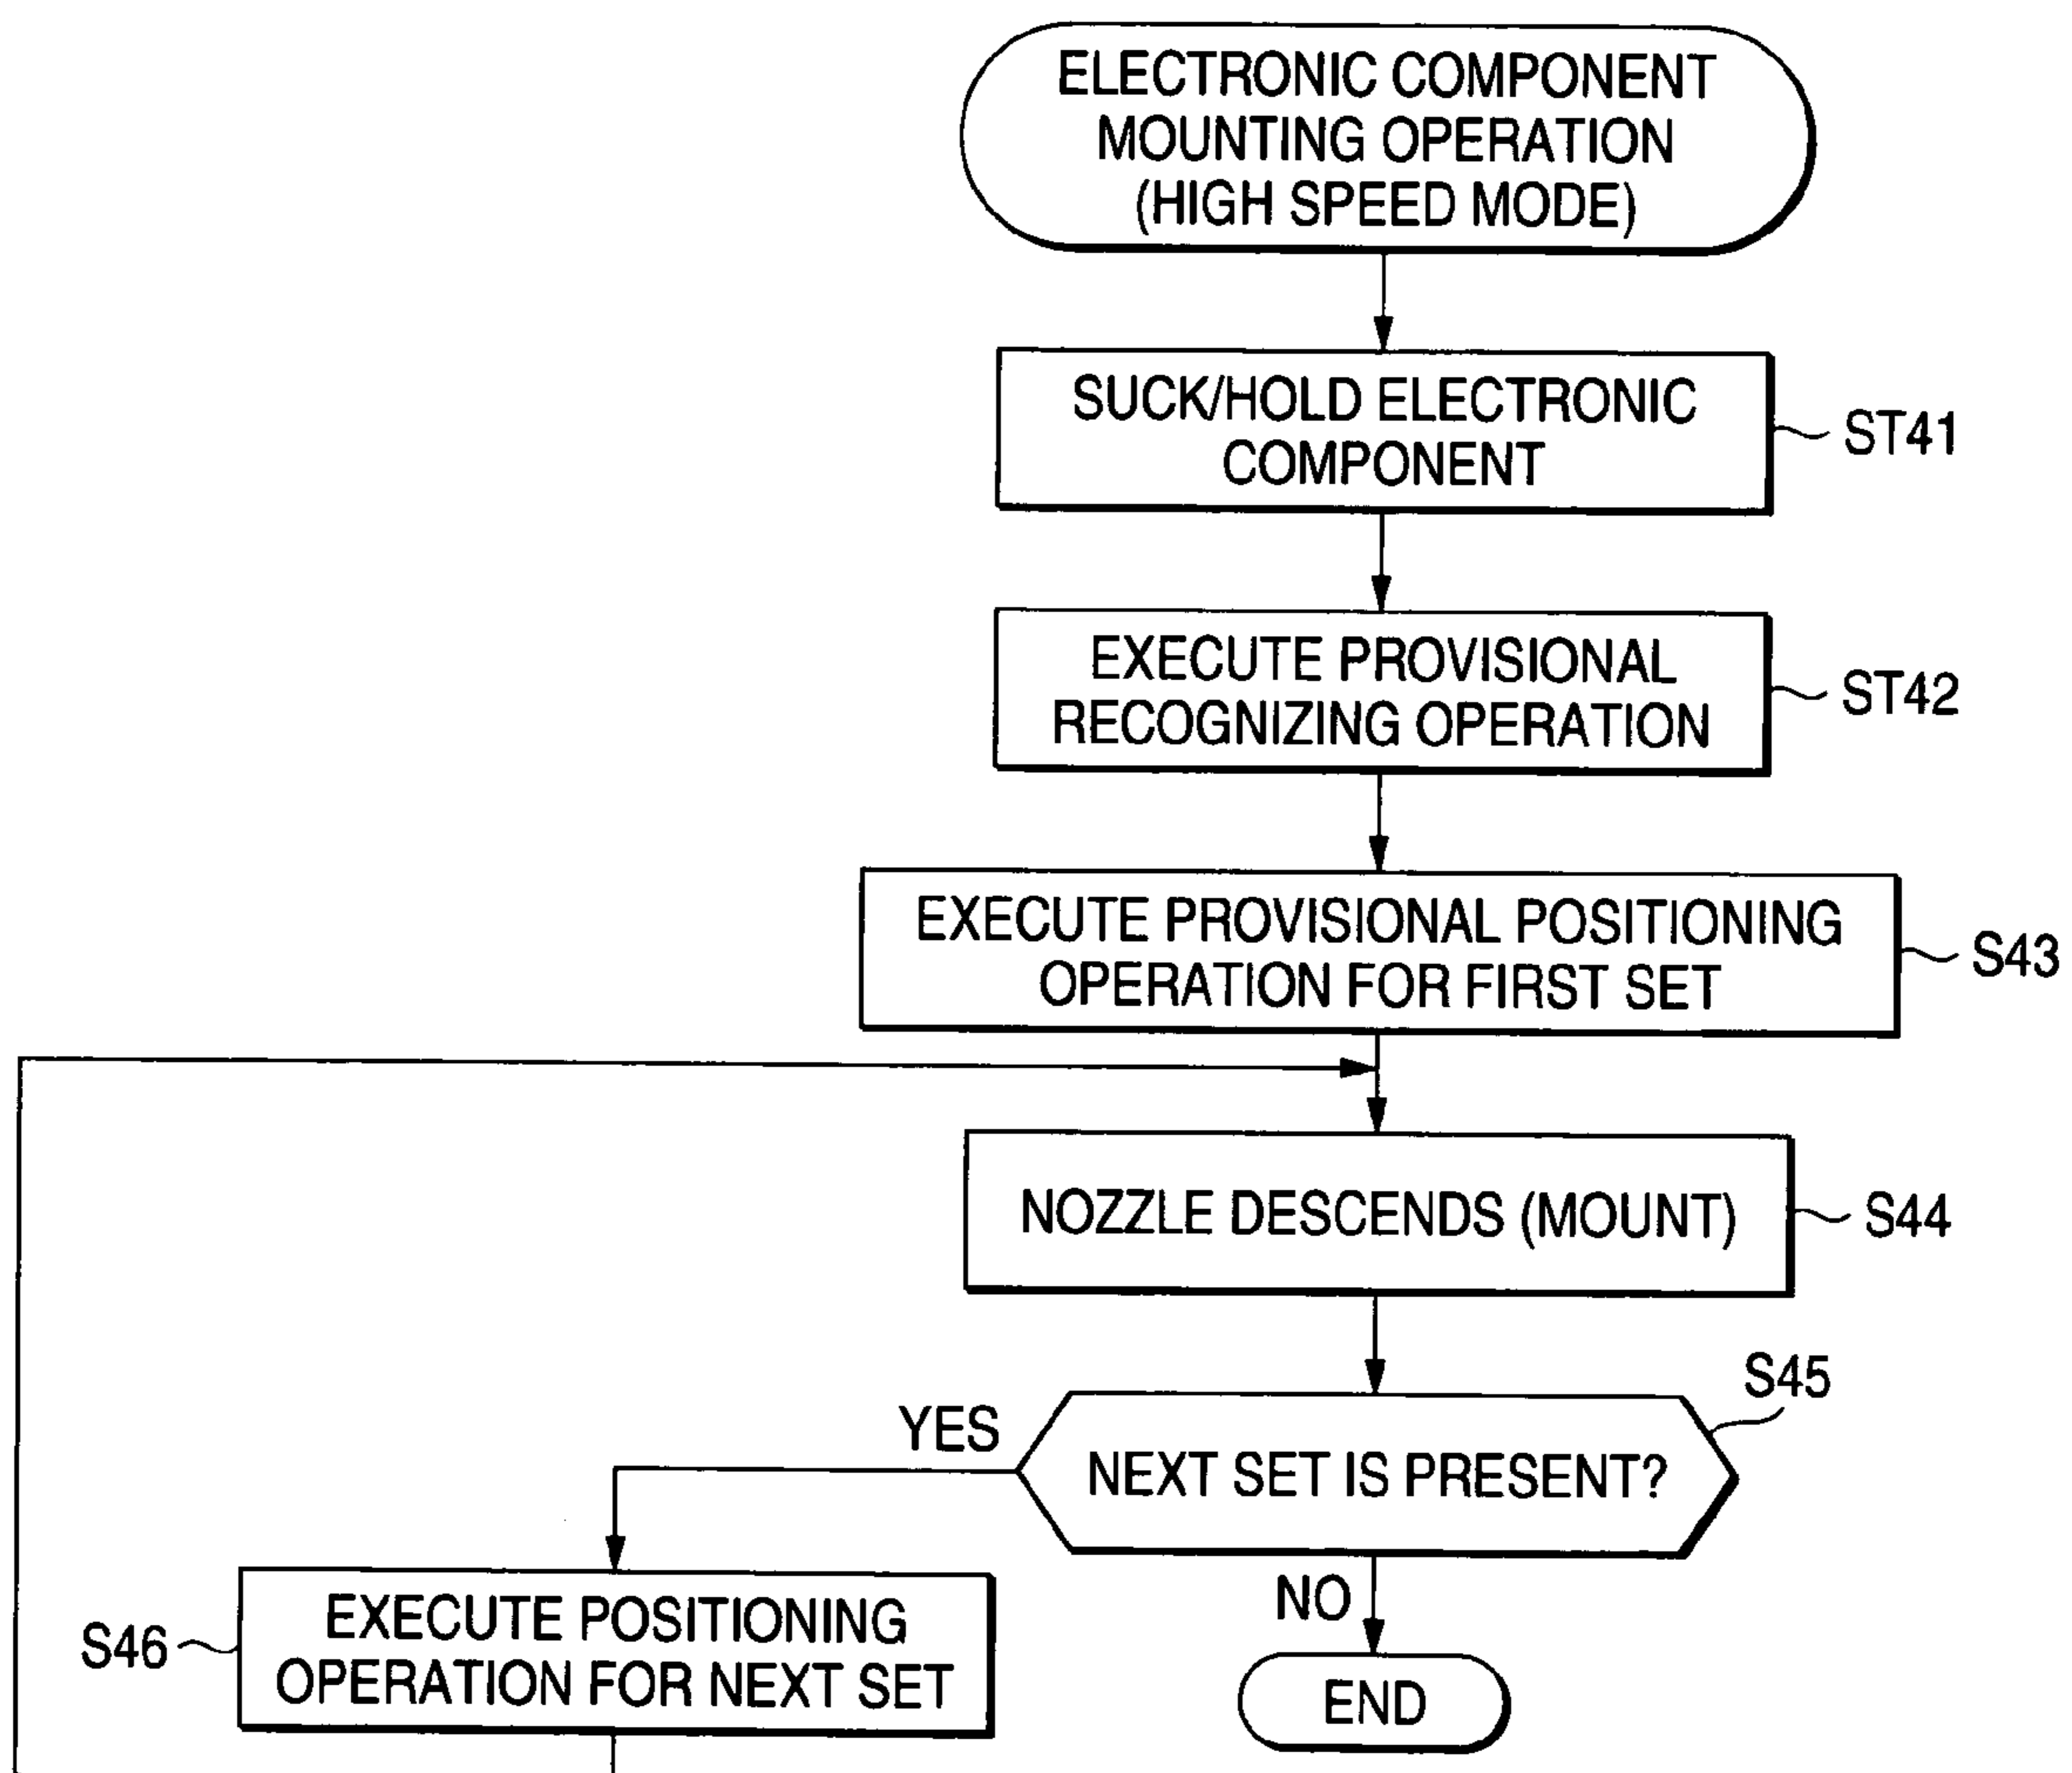 ELECTRONIC COMPONENT
MOUNTING OPERATION
(HIGH SPEED MODE)
SUCK/HOLD ELECTRONIC
COMPONENT
ST41
EXECUTE PROVISIONAL
RECOGNIZING OPERATION
ST42
EXECUTE PROVISIONAL POSITIONING
OPERATION FOR FIRST SET
S43
NOZZLE DESCENDS (MOUNT)
S44
S45
YES
NEXT SET IS PRESENT?
NO
EXECUTE POSITIONING
OPERATION FOR NEXT SET
S46
END